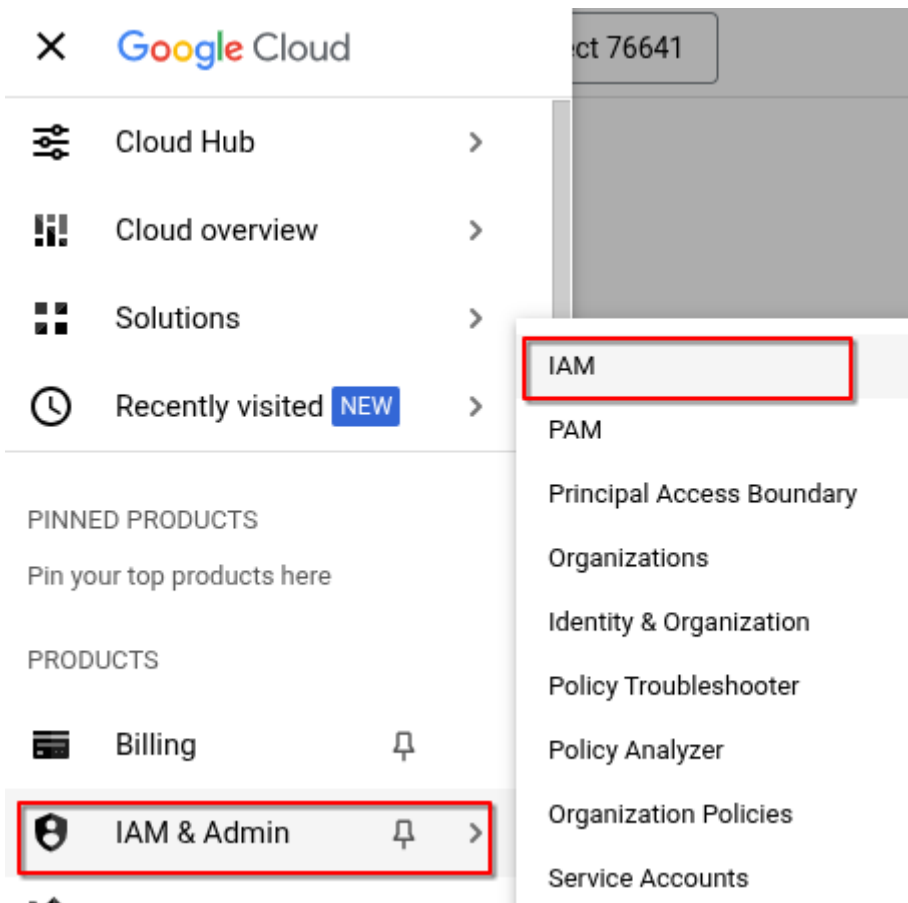 Google Cloud
ect 76641
Cloud Hub
Cloud overview
Solutions
Recently visited NEW
PINNED PRODUCTS
Pin your top products here
PRODUCTS
Billing
IAM & Admin
IAM
PAM
Principal Access Boundary
Organizations
Identity & Organization
Policy Troubleshooter
Policy Analyzer
Organization Policies
Service Accounts